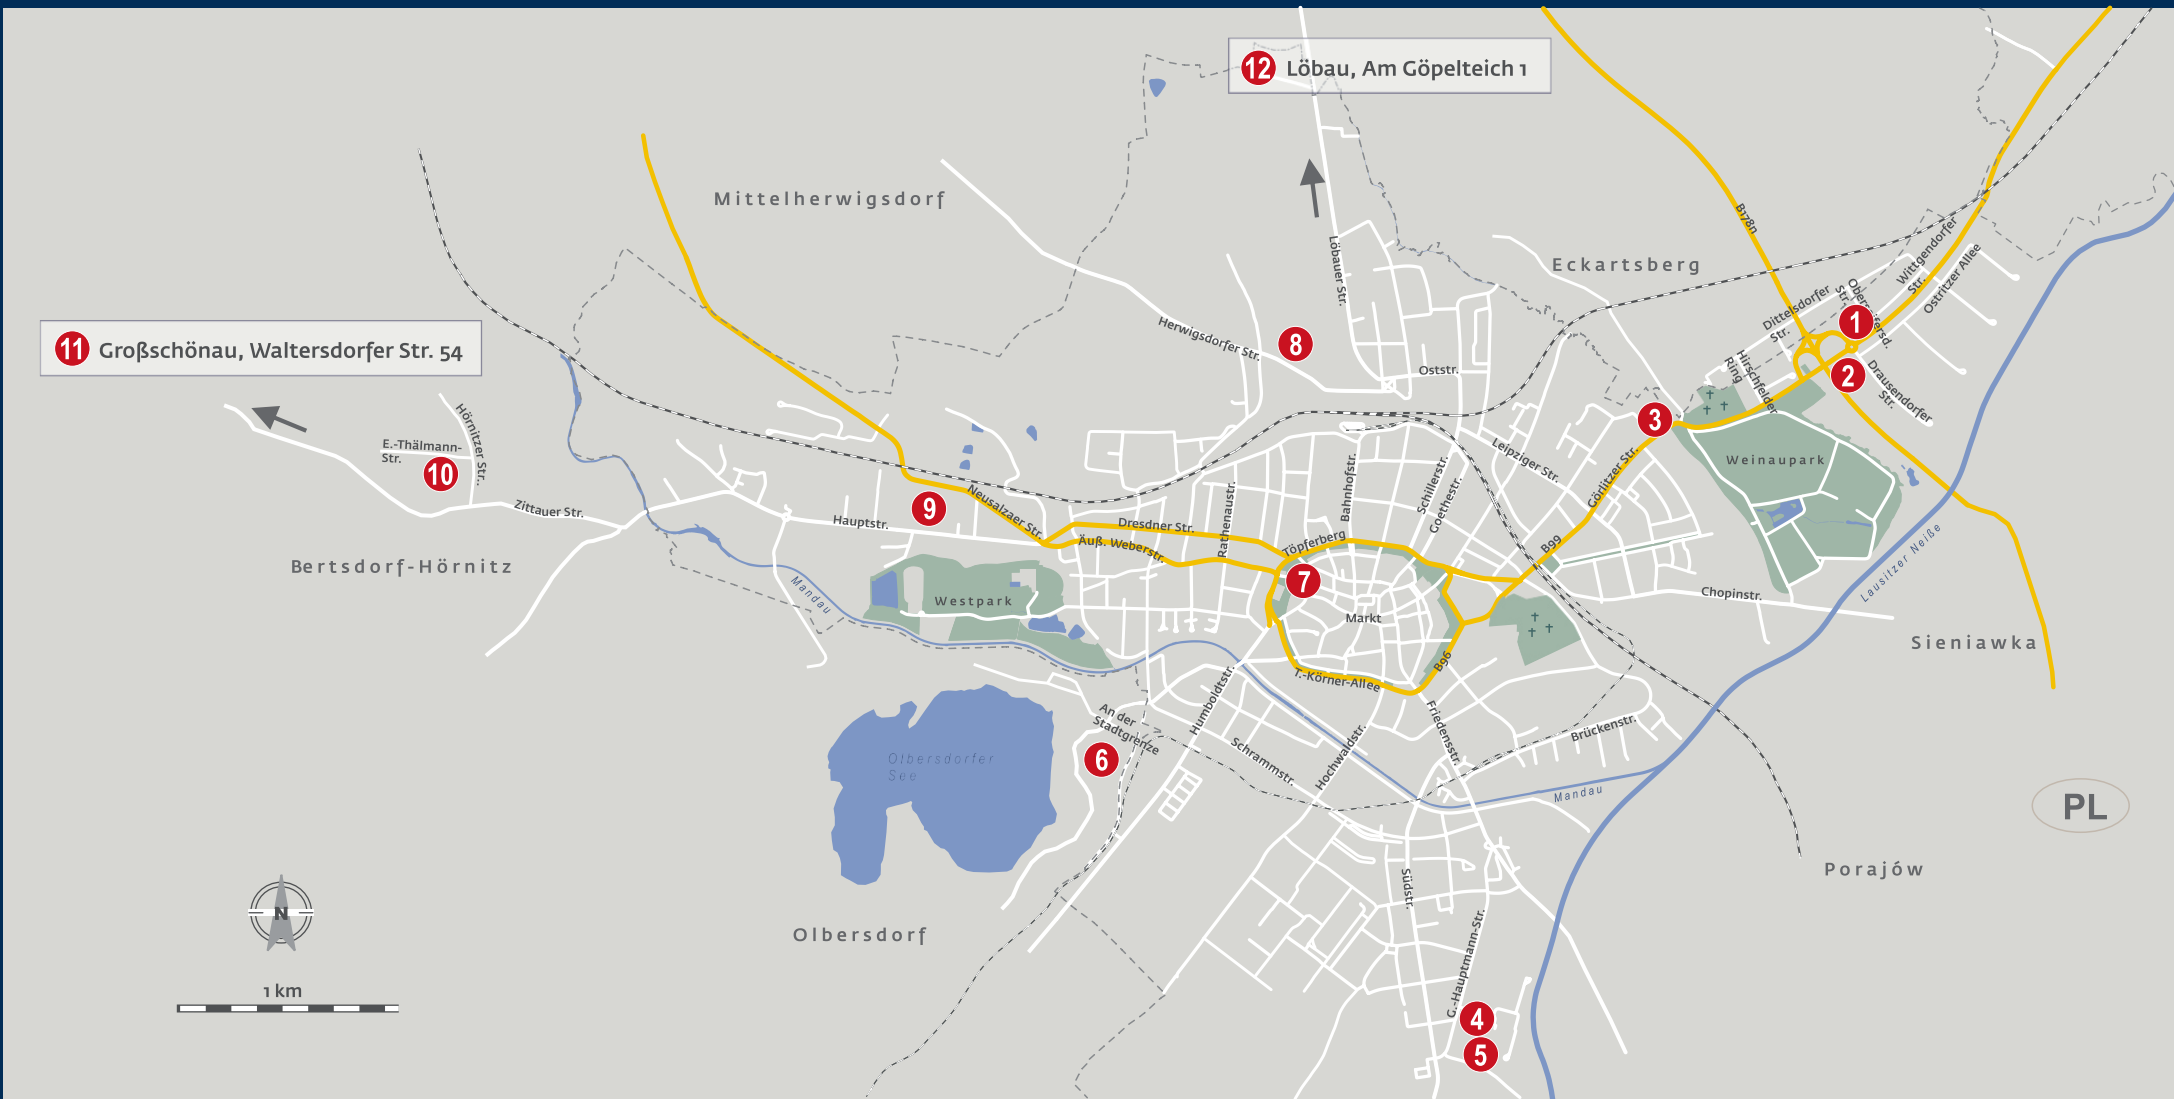 12 Löbau, Am Göpelteich 1
Mittelherwigsdorf
Eckartsberg
B178n
Wittgendorfer
Str.
Ostritzer Allee
Löbauer Str.
Dittelsdorfer
Str.
Str.
1
Herwigsdorfer Str.
8
11 Großschönau, Waltersdorfer Str. 54
Oststr.
Hirschfelder
Ring
2
Drausendorfer
Str.
3
Hörnitzer Str.
E.-Thälmann-
Str.
10
Leipziger Str.
Weinaupark
Bahnhofstr.
Schillerstr.
Goethestr.
Görlitzer Str.
Rathenaustr.
Zittauer Str.
9
Hauptstr.
Neusalzaer Str.
Dresdner Str.
Äuß. Weberstr.
Töpferberg
B99
Lausitzer Neiße
Bertsdorf-Hörnitz
7
Mandau
Westpark
Markt
Chopinstr.
Sieniawka
B96
T.-Körner-Allee
Humboldtstr.
An der
Stadtgrenze
6
Schrammstr.
Hochwaldstr.
Friedensstr.
Brückenstr.
Olbersdorfer
See
Mandau
PL
Porajów
Südstr.
N
Olbersdorf
G.-Hauptmann-Str.
1 km
4
5